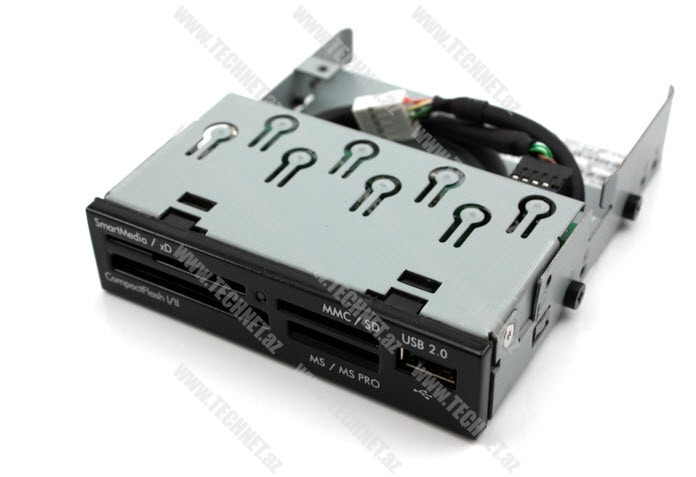 SmartMedia / xD
CompactFlash I/II
MMC / SD
USB 2.0
MS / MS PRO
WWW.TECHNET.az